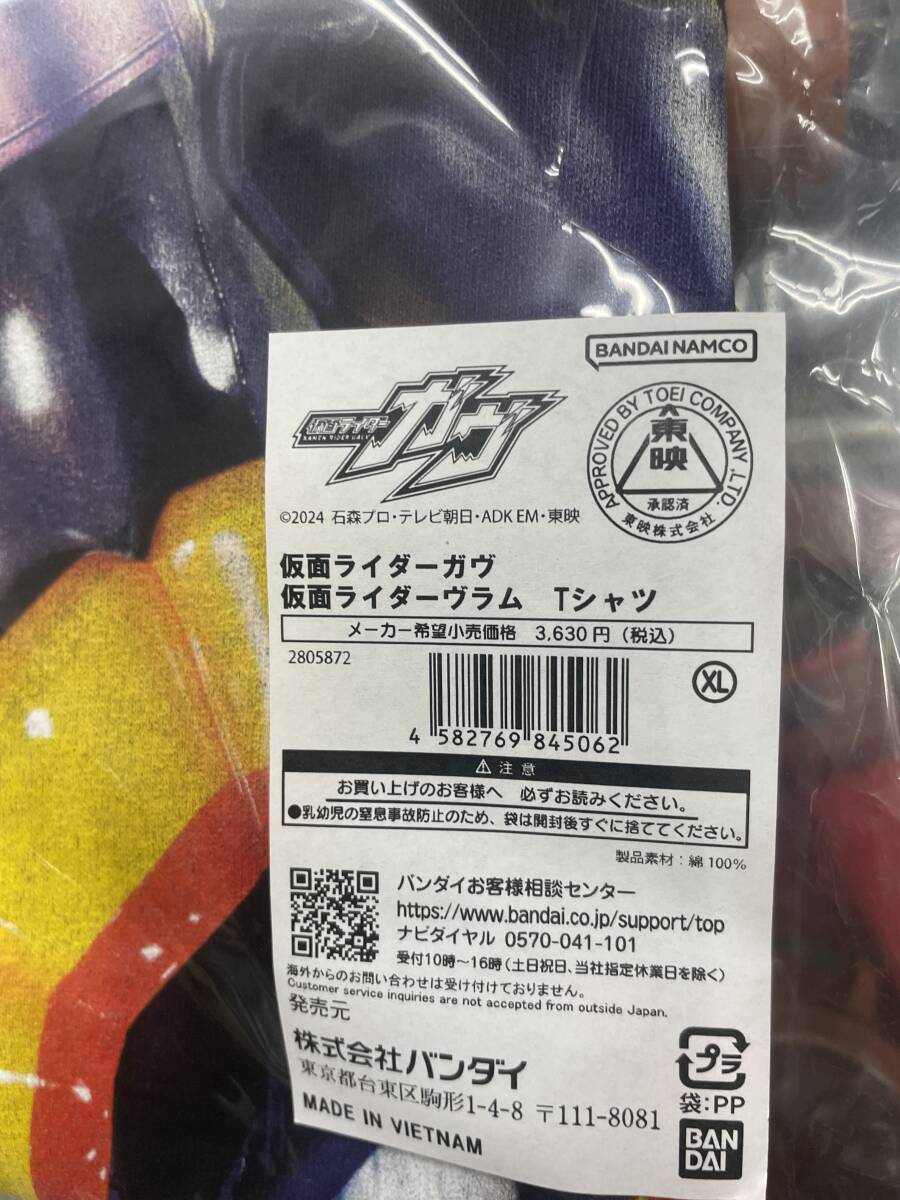 BANDAI NAMCO
仮面ライダー
KAMEN RIDER GAVV
ガヴ
APPROVED BY TOEI COMPANY, LTD.
東映
承認済
東映株式会社
©2024 石森プロ・テレビ朝日・ADK EM・東映
仮面ライダーガヴ
仮面ライダーヴラム Tシャツ
メーカー希望小売価格 3,630円(税込)
2805872
XL
4 582769 845062
⚠注意
お買い上げのお客様へ 必ずお読みください。
●乳幼児の窒息事故防止のため、袋は開封後すぐに捨ててください。
製品素材:綿 100%
バンダイお客様相談センター
https://www.bandai.co.jp/support/top
ナビダイヤル 0570-041-101
受付10時~16時(土日祝日、当社指定休業日を除く)
海外からのお問い合わせは受け付けておりません。
Customer service inquiries are not accepted from outside Japan.
発売元
株式会社バンダイ
東京都台東区駒形1-4-8 〒111-8081
MADE IN VIETNAM
プラ
袋:PP
BAN
DAI